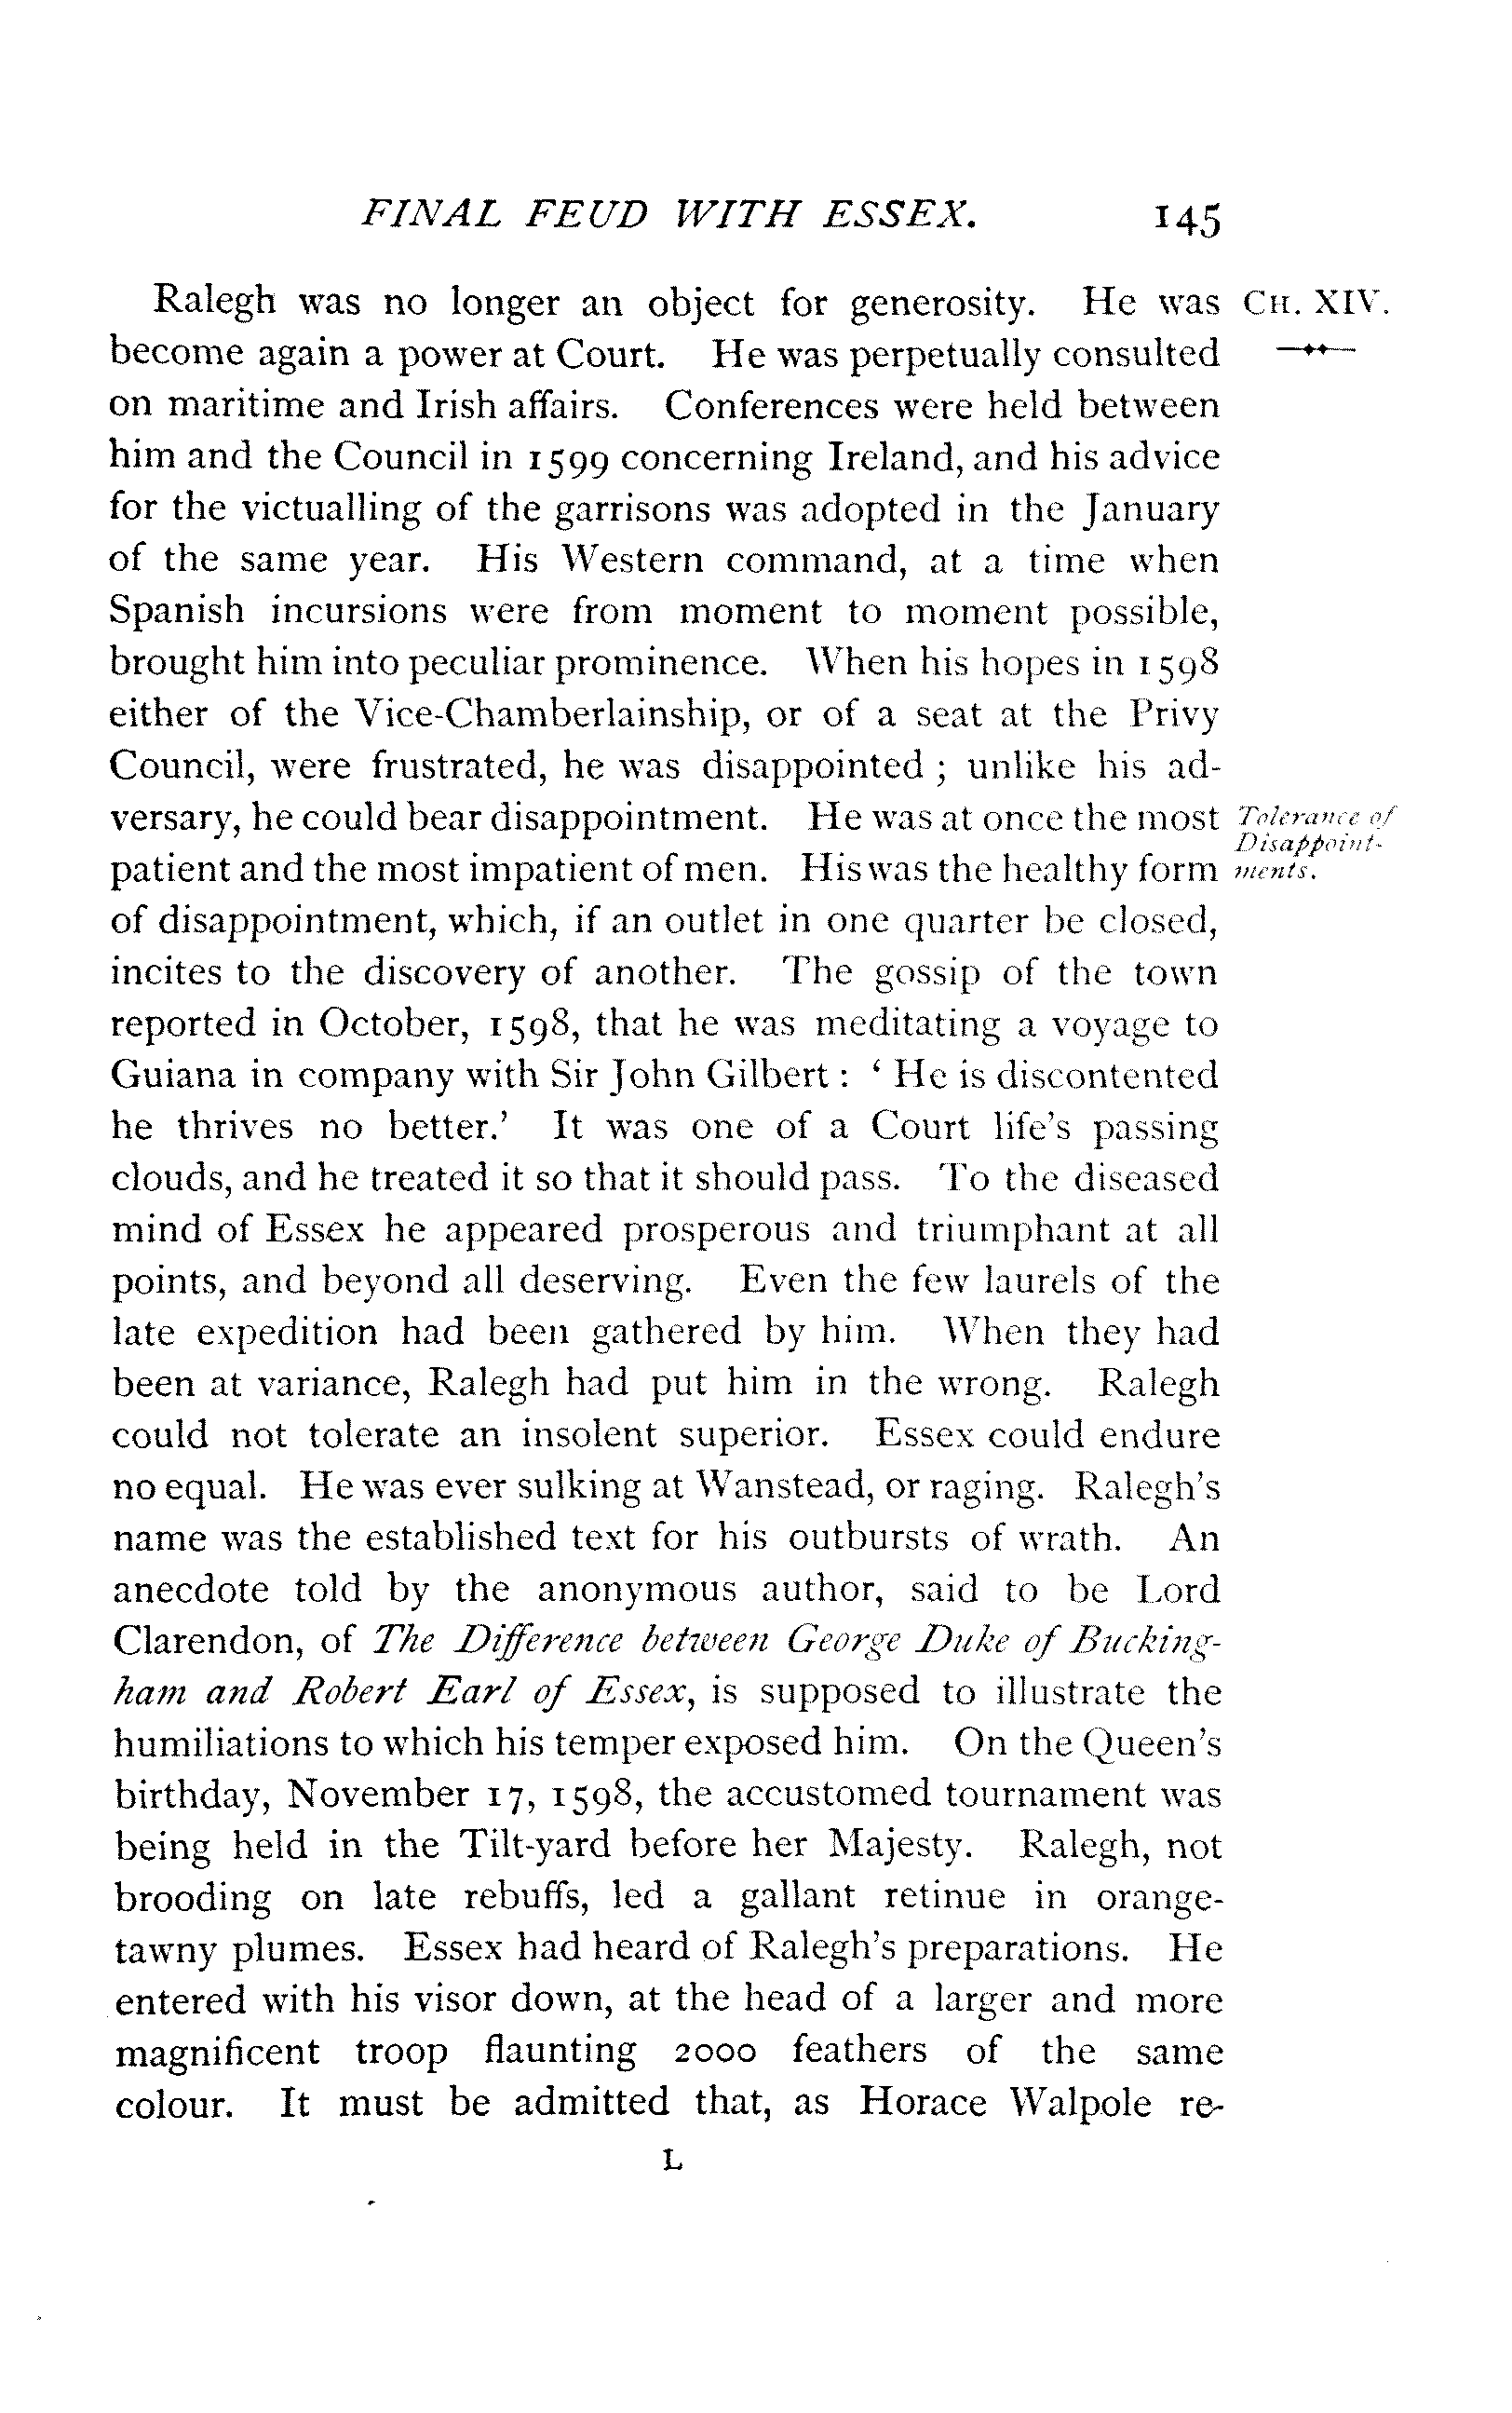 FINAL FEUD WITH ESSEX. 145
Ralegh was no longer an object for generosity. He was CH. XIV.
become again a power at Court. He was perpetually consulted
on maritime and Irish affairs. Conferences were held between
him and the Council in 1599 concerning Ireland, and his advice
for the victualling of the garrisons was adopted in the January
of the same year. His Western command, at a time when
Spanish incursions were from moment to moment possible,
brought him into peculiar prominence. When his hopes in 1598
either of the Vice-Chamberlainship, or of a seat at the Privy
Council, were frustrated, he was disappointed ; unlike his ad-
versary, he could bear disappointment. He was at once the most
patient and the most impatient of men. His was the healthy form
Tolerance of
Disappoint-
ments.
of disappointment, which, if an outlet in one quarter be closed,
incites to the discovery of another. The gossip of the town
reported in October, 1598, that he was meditating a voyage to
Guiana in company with Sir John Gilbert : ‘ He is discontented
he thrives no better.’ It was one of a Court life's passing
clouds, and he treated it so that it should pass. To the diseased
mind of Essex he appeared prosperous and triumphant at all
points, and beyond all deserving. Even the few laurels of the
late expedition had been gathered by him. When they had
been at variance, Ralegh had put him in the wrong. Ralegh
could not tolerate an insolent superior. Essex could endure
no equal. He was ever sulking at Wanstead, or raging. Ralegh's
name was the established text for his outbursts of wrath. An
anecdote told by the anonymous author, said to be Lord
Clarendon, of The Difference between George Duke of Bucking-
ham and Robert Earl of Essex, is supposed to illustrate the
humiliations to which his temper exposed him. On the Queen's
birthday, November 17, 1598, the accustomed tournament was
being held in the Tilt-yard before her Majesty. Ralegh, not
brooding on late rebuffs, led a gallant retinue in orange-
tawny plumes. Essex had heard of Ralegh's preparations. He
entered with his visor down, at the head of a larger and more
magnificent troop flaunting 2000 feathers of the same
colour. It must be admitted that, as Horace Walpole re-
L